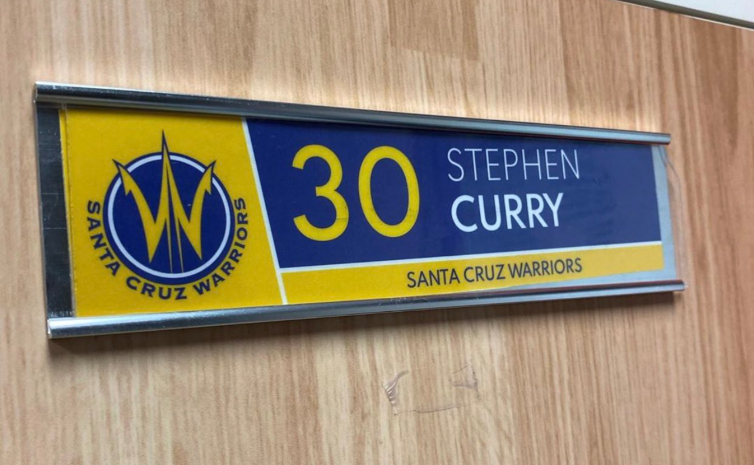 SANTA CRUZ WARRIORS
30
STEPHEN
CURRY
SANTA CRUZ WARRIORS